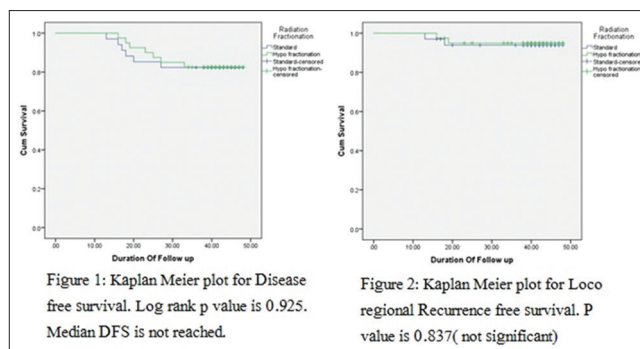 Radiation
Fractionation
Standard
Hypo fractionation
Standard-censored
Hypo fractionation-
censored
1.0
0.8
0.6
0.4
0.2
0.0
Cum Survival
.00 10.00 20.00 30.00 40.00 50.00
Duration Of Follow up
Figure 1: Kaplan Meier plot for Disease
free survival. Log rank p value is 0.925.
Median DFS is not reached.
Radiation
Fractionation
Standard
Hypo fractionation
Standard-censored
Hypo fractionation-
censored
1.0
0.8
0.6
0.4
0.2
0.0
Cum Survival
.00 10.00 20.00 30.00 40.00 50.00
Duration Of Follow up
Figure 2: Kaplan Meier plot for Loco
regional Recurrence free survival. P
value is 0.837( not significant)